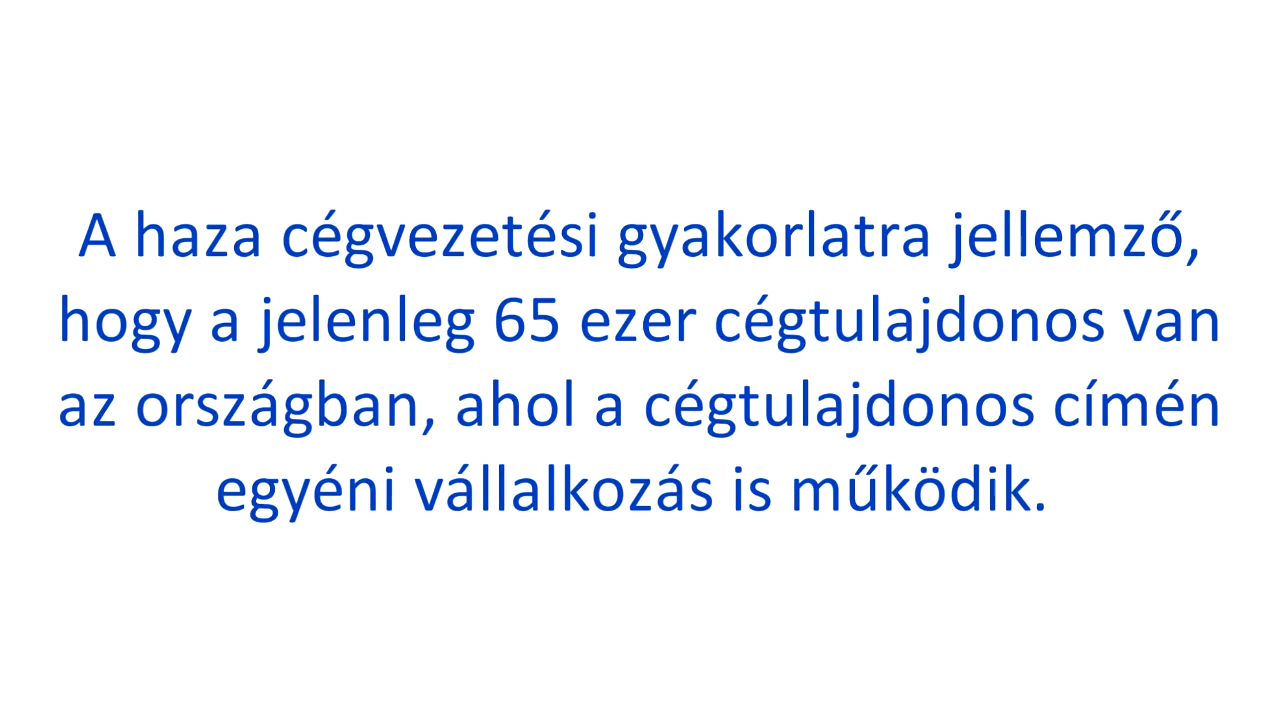 A haza cégvezetési gyakorlatra jellemző,
hogy a jelenleg 65 ezer cégtulajdonos van
az országban, ahol a cégtulajdonos címén
egyéni vállalkozás is működik.